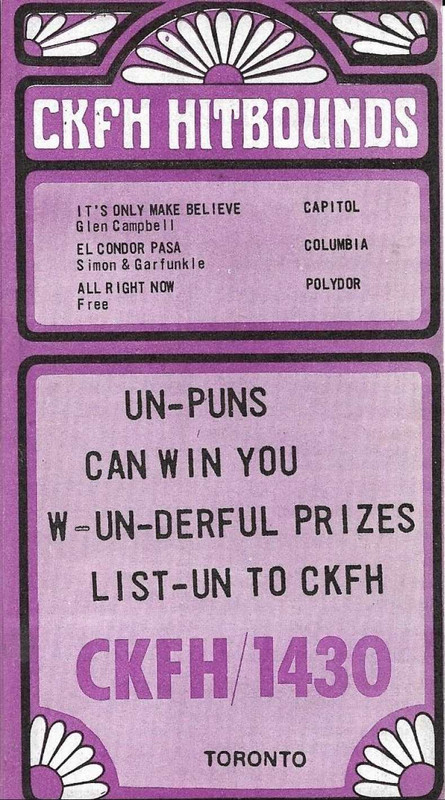 CKFH HITBOUNDS
IT'S ONLY MAKE BELIEVE CAPITOL
Glen Campbell
EL CONDOR PASA COLUMBIA
Simon & Garfunkle
ALL RIGHT NOW POLYDOR
Free
UN-PUNS
CAN WIN YOU
W-UN-DERFUL PRIZES
LIST-UN TO CKFH
CKFH/1430
TORONTO